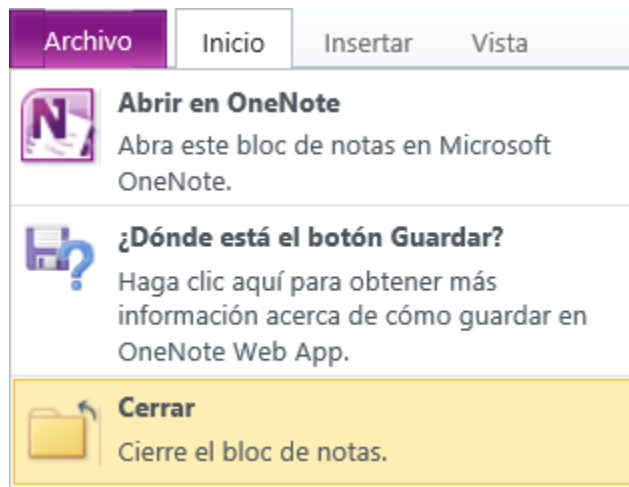 Archivo Inicio Insertar Vista
Abrir en OneNote
Abra este bloc de notas en Microsoft
OneNote.
¿Dónde está el botón Guardar?
Haga clic aquí para obtener más
información acerca de cómo guardar en
OneNote Web App.
Cerrar
Cierre el bloc de notas.